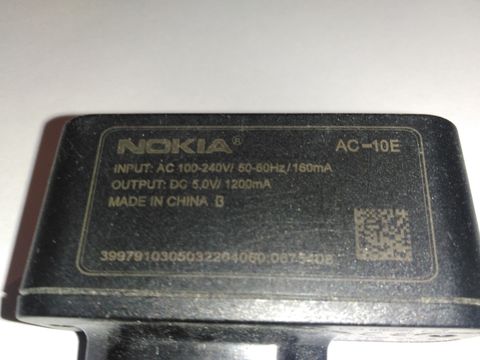 NOKIA® AC-10E
INPUT: AC 100-240V/ 50-60Hz/160mA
OUTPUT: DC 5.0V/ 1200mA
MADE IN CHINA B